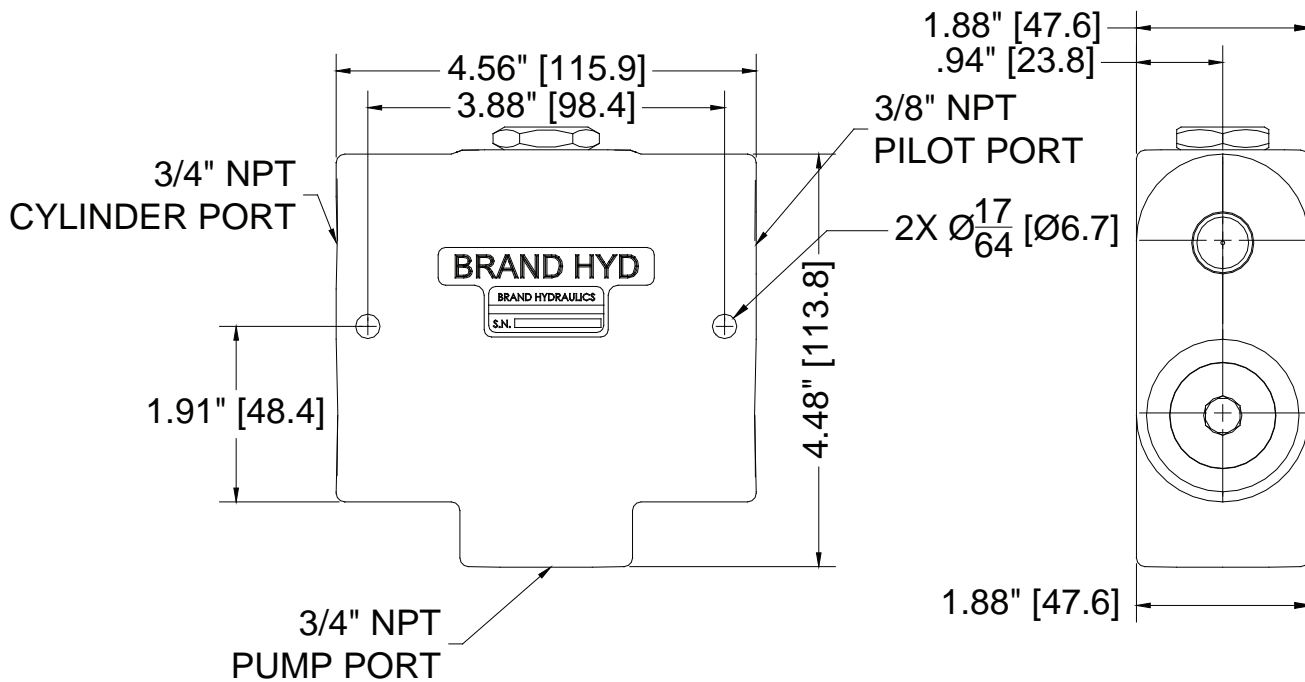 4.56" [115.9]
3.88" [98.4]
3/8" NPT
PILOT PORT
3/4" NPT
CYLINDER PORT
2X Ø17/64 [Ø6.7]
BRAND HYD
BRAND HYDRAULICS
S.N.
1.91" [48.4]
4.48" [113.8]
3/4" NPT
PUMP PORT
1.88" [47.6]
.94" [23.8]
1.88" [47.6]